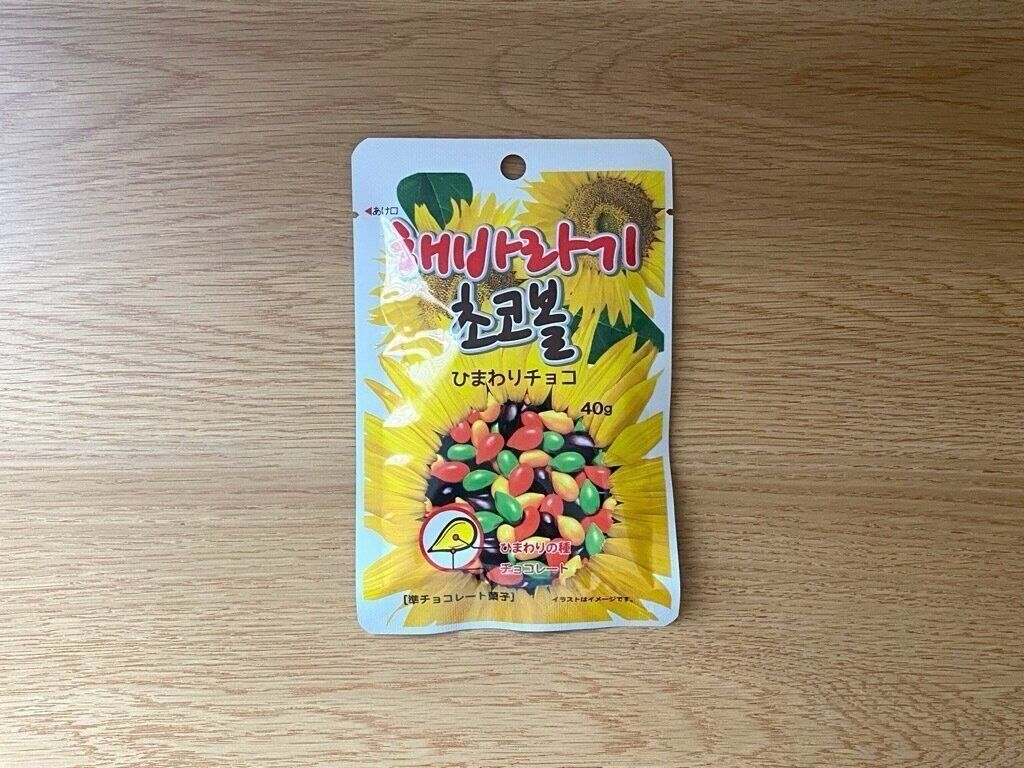 ◀あけ口
해바라기
초코볼
ひまわりチョコ
40g
ひまわりの種
チョコレート
[準チョコレート菓子]
イラストはイメージです。